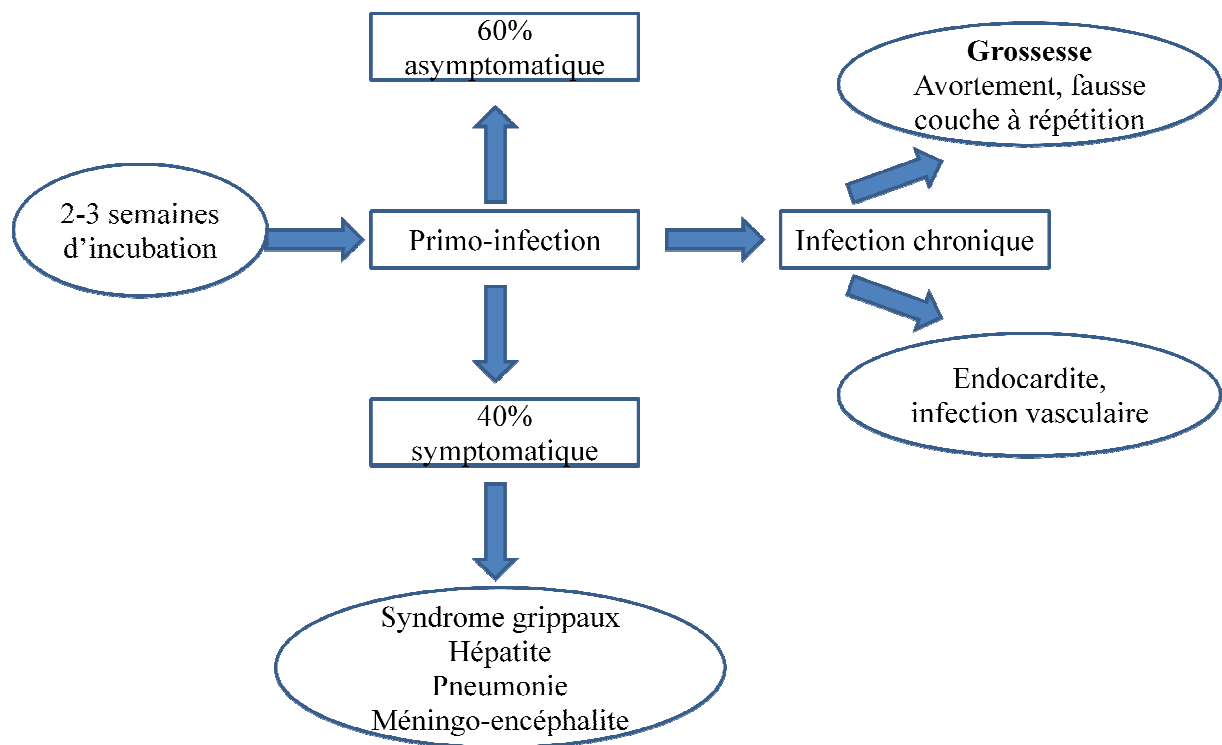 60%
asymptomatique
Grossesse
Avortement, fausse
couche à répétition
2-3 semaines
d'incubation
Primo-infection
Infection chronique
Endocardite,
infection vasculaire
40%
symptomatique
Syndrome grippaux
Hépatite
Pneumonie
Méningo-encéphalite